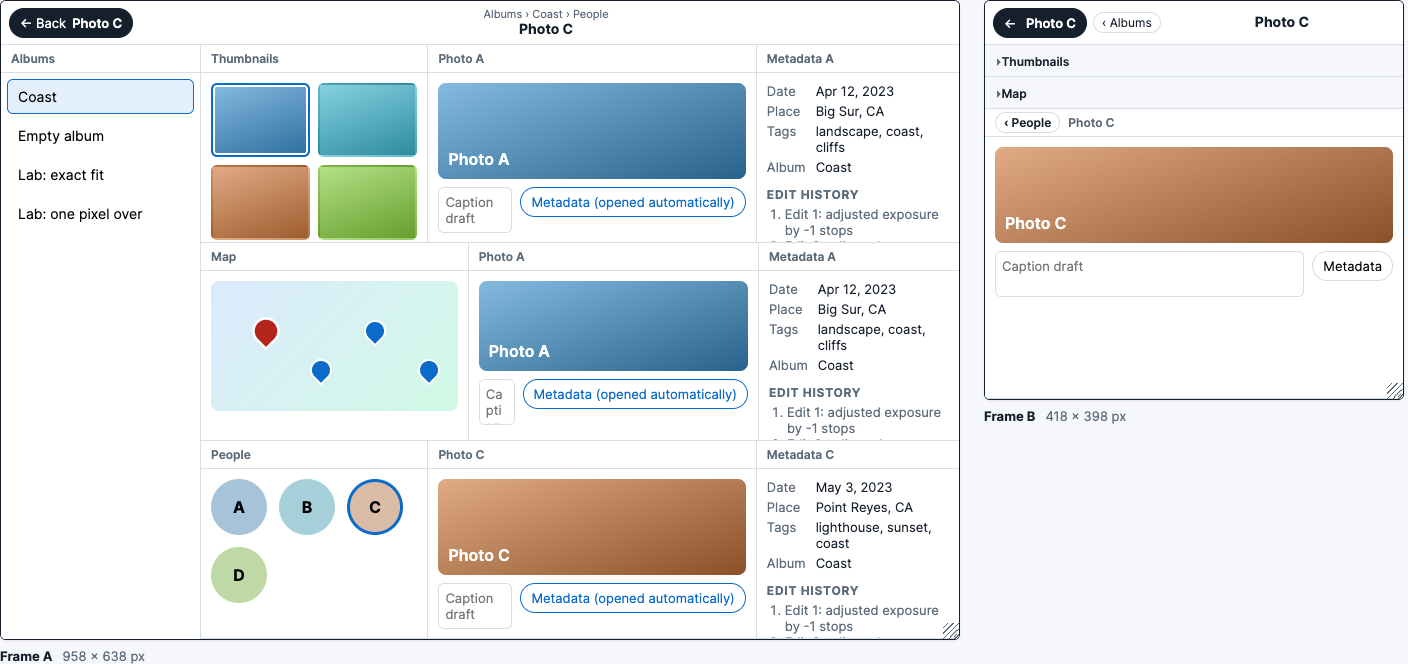 ← Back Photo C
Albums › Coast › People
Photo C
Albums
Coast
Empty album
Lab: exact fit
Lab: one pixel over
Thumbnails
Photo A
Photo A
Caption
draft
Metadata (opened automatically)
Metadata A
Date Apr 12, 2023
Place Big Sur, CA
Tags landscape, coast,
cliffs
Album Coast
EDIT HISTORY
1. Edit 1: adjusted exposure
by -1 stops
Map
Photo A
Photo A
Ca
pti
Metadata (opened automatically)
Metadata A
Date Apr 12, 2023
Place Big Sur, CA
Tags landscape, coast,
cliffs
Album Coast
EDIT HISTORY
1. Edit 1: adjusted exposure
by -1 stops
People
A
B
C
D
Photo C
Photo C
Caption
draft
Metadata (opened automatically)
Metadata C
Date May 3, 2023
Place Point Reyes, CA
Tags lighthouse, sunset,
coast
Album Coast
EDIT HISTORY
1. Edit 1: adjusted exposure
by -1 stops
Frame A 958 × 638 px
← Photo C
‹ Albums
Photo C
Thumbnails
Map
‹ People Photo C
Photo C
Caption draft
Metadata
Frame B 418 × 398 px